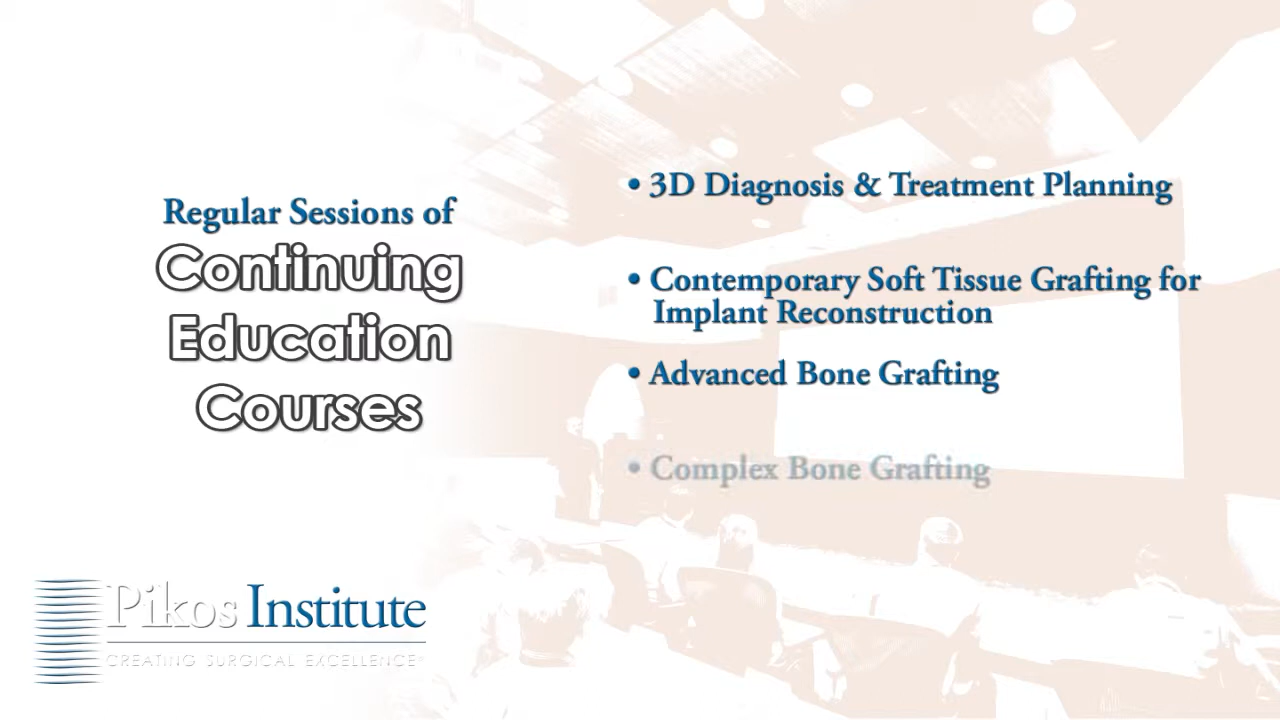 Regular Sessions of
Continuing
Education
Courses
• 3D Diagnosis & Treatment Planning
• Contemporary Soft Tissue Grafting for
Implant Reconstruction
• Advanced Bone Grafting
• Complex Bone Grafting
Pikos Institute
CREATING SURGICAL EXCELLENCE